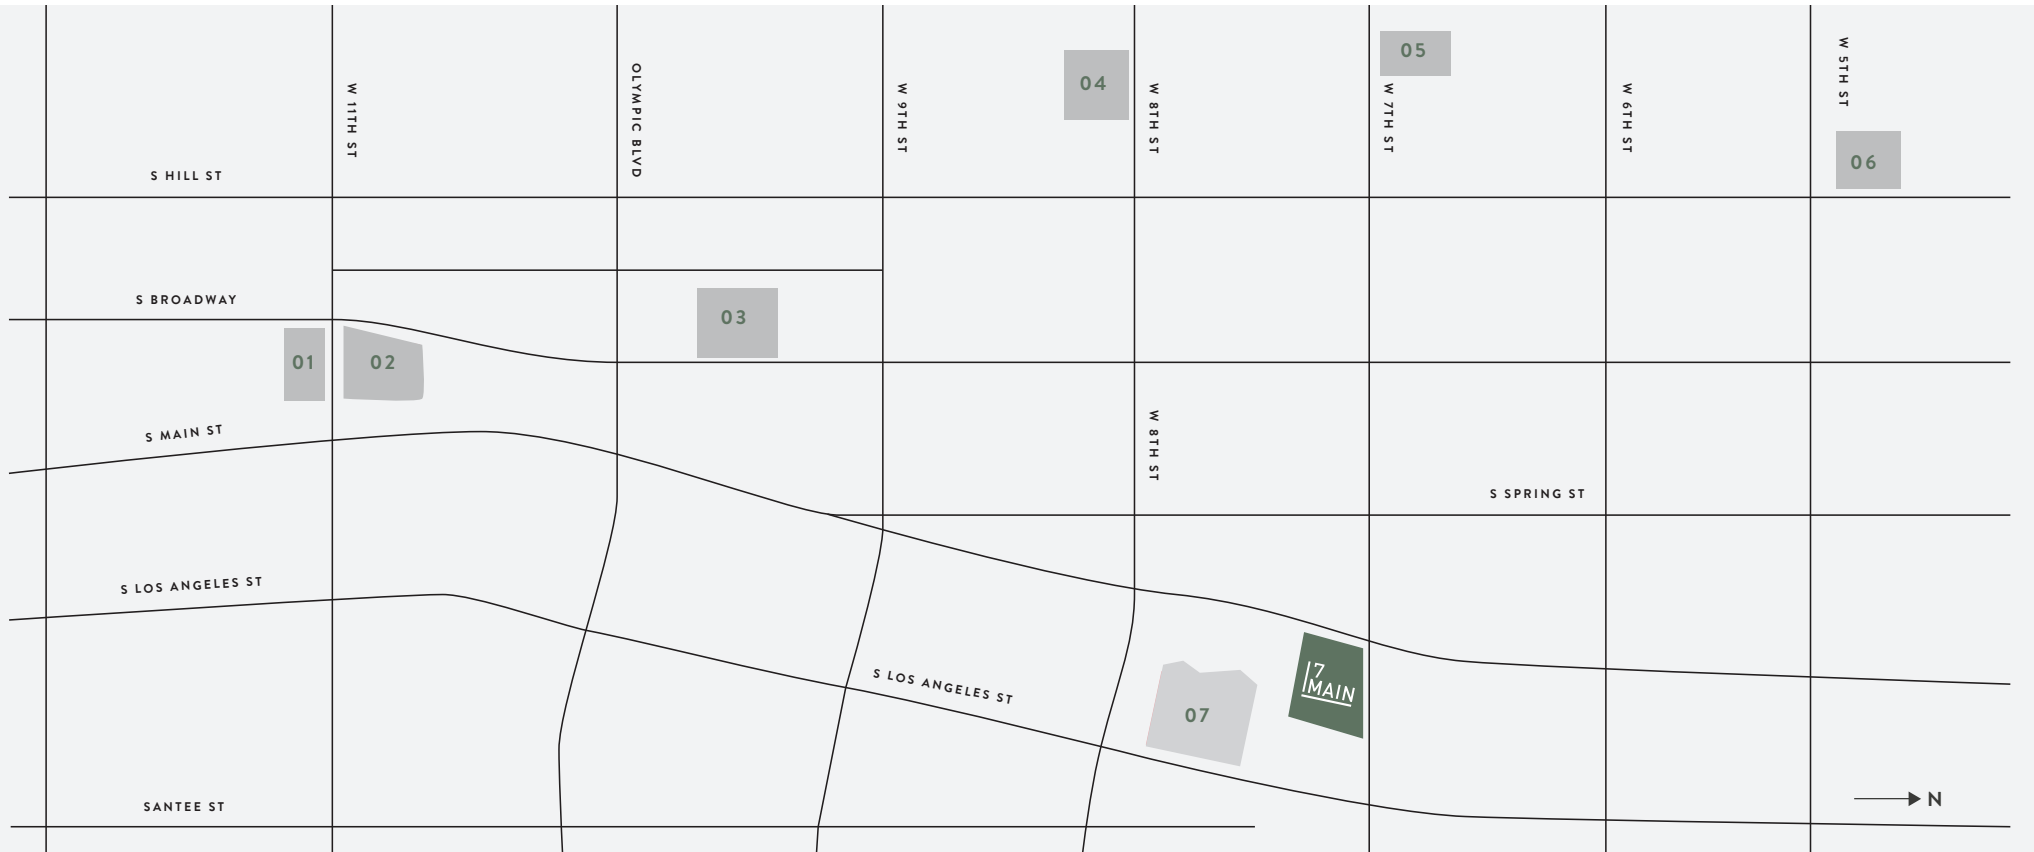 W 5TH ST
05
04
OLYMPIC BLVD
W 11TH ST
W 9TH ST
W 8TH ST
W 7TH ST
W 6TH ST
06
S HILL ST
S BROADWAY
03
01
02
S MAIN ST
W 8TH ST
S SPRING ST
S LOS ANGELES ST
S LOS ANGELES ST
7
MAIN
07
SANTEE ST
N